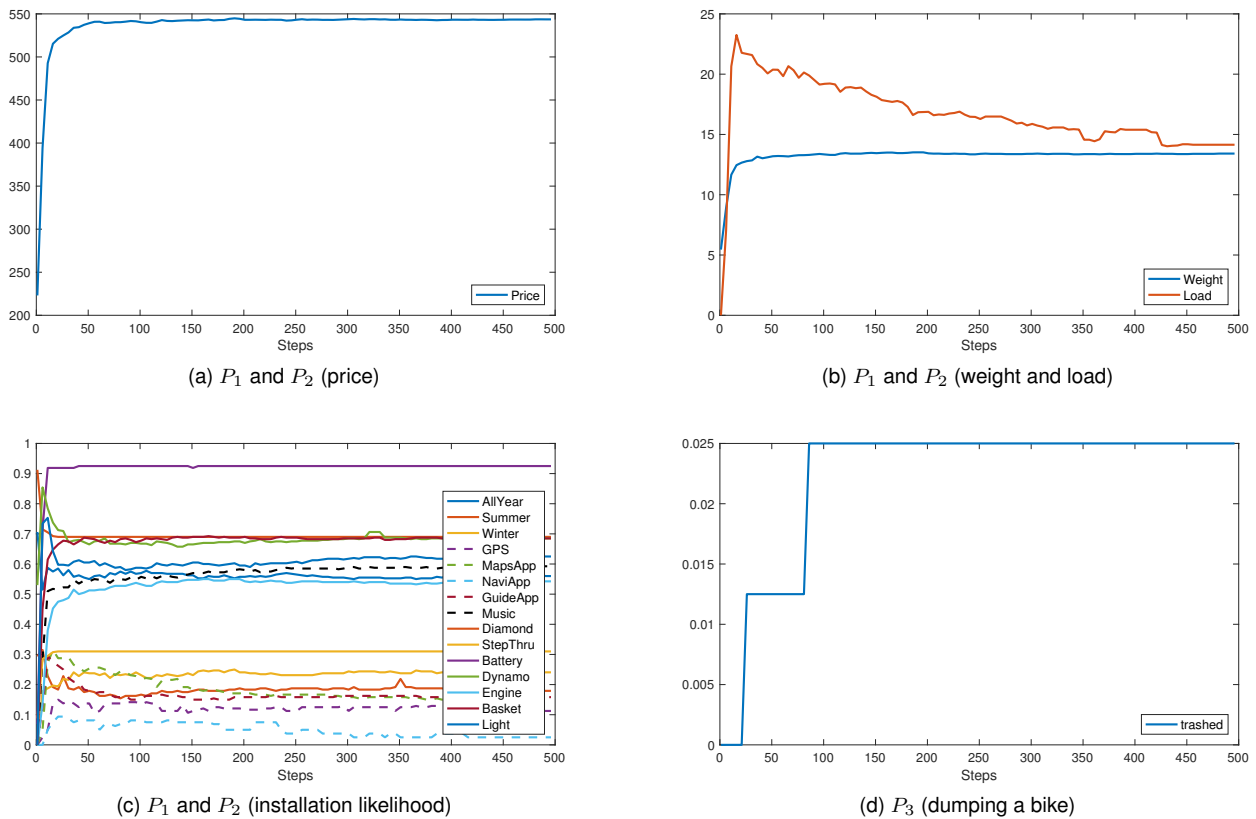 550
500
450
400
350
300
250
200
0 50 100 150 200 250 300 350 400 450 500
Steps
Price
(a) P1 and P2 (price)
25
20
15
10
5
0
0 50 100 150 200 250 300 350 400 450 500
Steps
Weight
Load
(b) P1 and P2 (weight and load)
1
0.9
0.8
0.7
0.6
0.5
0.4
0.3
0.2
0.1
0
0 50 100 150 200 250 300 350 400 450 500
Steps
AllYear
Summer
Winter
GPS
MapsApp
NaviApp
GuideApp
Music
Diamond
StepThru
Battery
Dynamo
Engine
Basket
Light
(c) P1 and P2 (installation likelihood)
0.025
0.02
0.015
0.01
0.005
0
0 50 100 150 200 250 300 350 400 450 500
Steps
trashed
(d) P3 (dumping a bike)